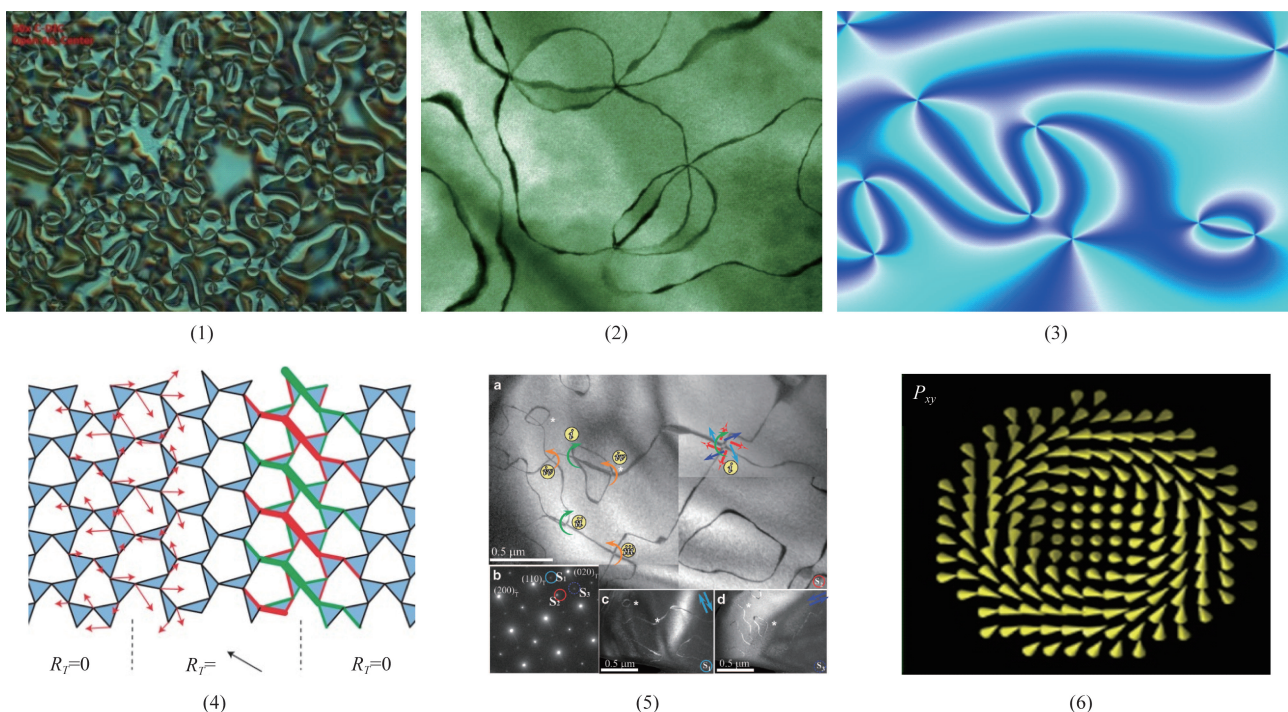 (1)
(2)
(3)
R_T=0
R_T=
R_T=0
(4)
a
0.5 μm
S₂
b
(200)_T
(110)_T
S₁
(020)_T
S₂
S₃
c
0.5 μm
S₁
d
0.5 μm
S₃
(5)
P_xy
(6)